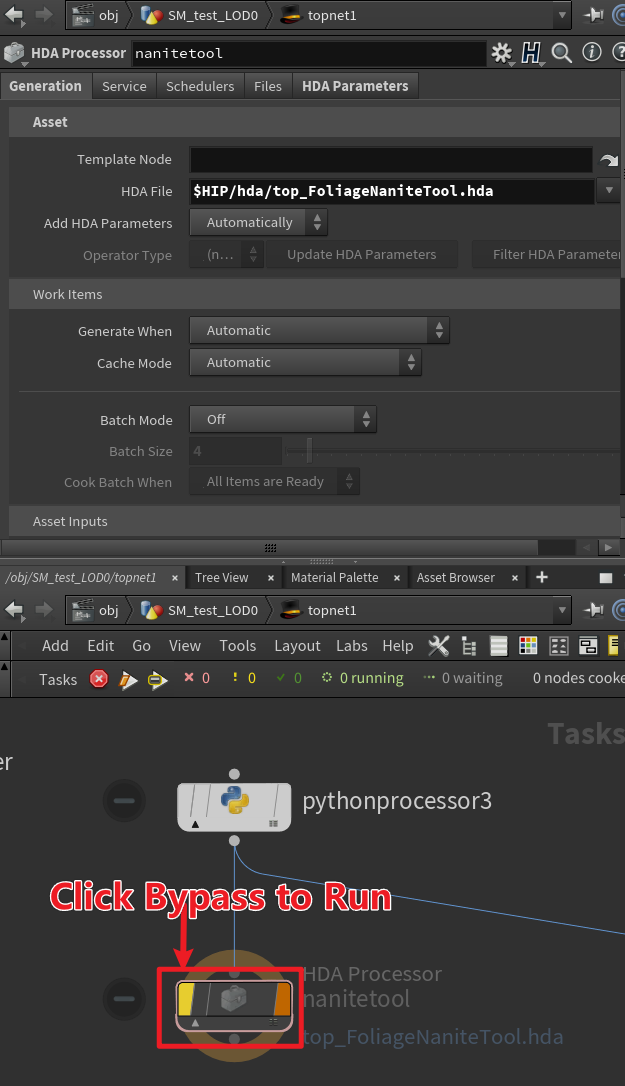 obj SM_test_LOD0 topnet1
HDA Processor nanitetool
Generation Service Schedulers Files HDA Parameters
Asset
Template Node
HDA File $HIP/hda/top_FoliageNaniteTool.hda
Add HDA Parameters Automatically
Operator Type (n... Update HDA Parameters Filter HDA Parameter
Work Items
Generate When Automatic
Cache Mode Automatic
Batch Mode Off
Batch Size 4
Cook Batch When All Items are Ready
Asset Inputs
/obj/SM_test_LOD0/topnet1 × Tree View × Material Palette × Asset Browser × +
obj SM_test_LOD0 topnet1
Add Edit Go View Tools Layout Labs Help
Tasks 0 0 0 0 running 0 waiting 0 nodes cooke
Tasks
er
pythonprocessor3
Click Bypass to Run
HDA Processor
nanitetool
top_FoliageNaniteTool.hda